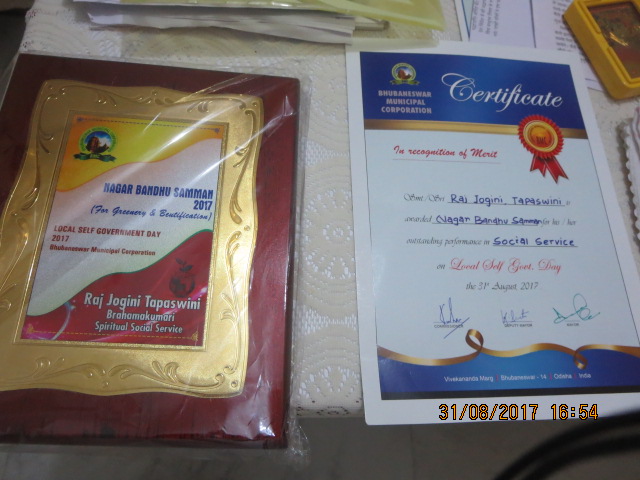 NAGAR BANDHU SAMMAN
2017
(For Greenery & Beutification)
LOCAL SELF GOVERNMENT DAY
2017
Bhubaneswar Municipal Corporation
Raj Jogini Tapaswini
Brahamakumari
Spiritual Social Service
BHUBANESWAR
MUNICIPAL
CORPORATION
Certificate
In recognition of Merit
Smt./Sri Raj Jogini, Tapaswini is
awarded (Nagar Bandhu Samman for his / her
outstanding performance in Social Service
on Local Self Govt. Day
the 31st August, 2017
COMMISSIONER
DEPUTY MAYOR
MAYOR
Vivekananda Marg Bhubaneswar - 14 Odisha India
31/08/2017 16:54